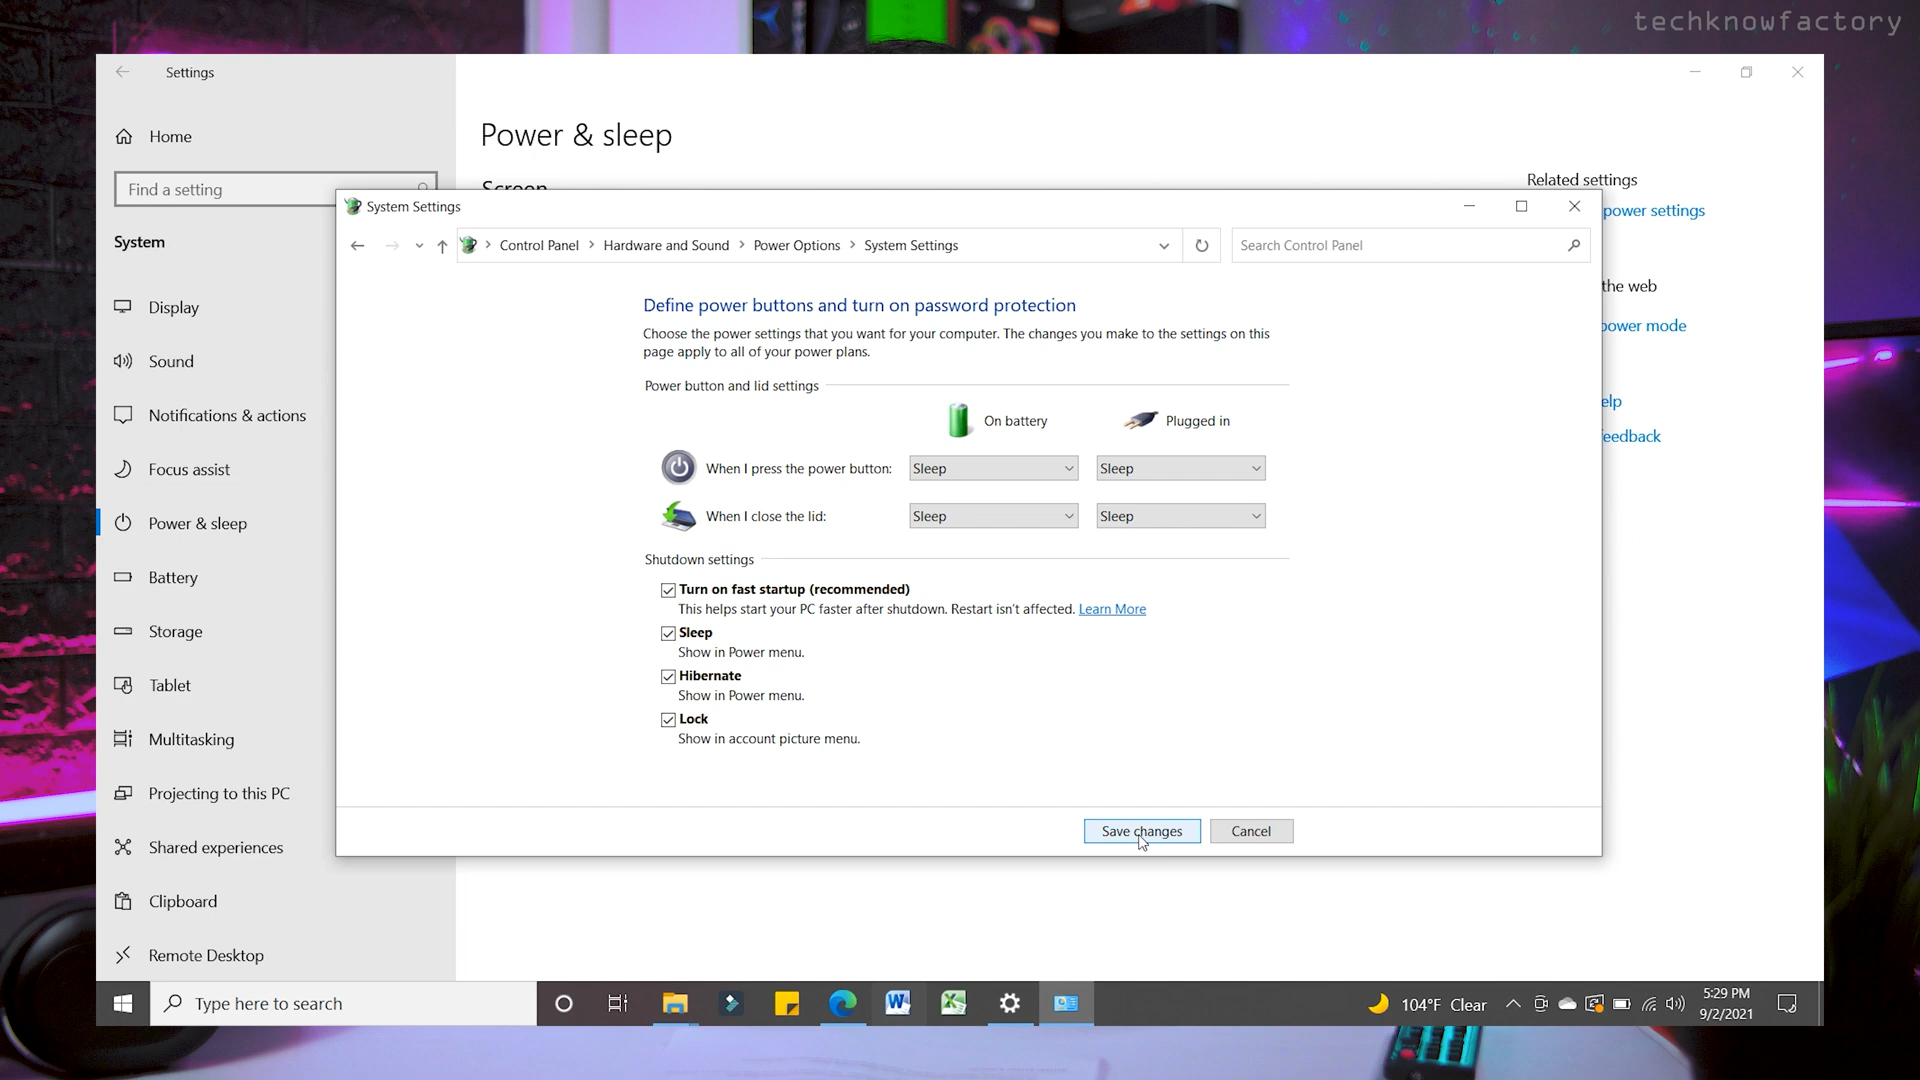 techknowfactory
Settings
Home
Find a setting
System
Display
Sound
Notifications & actions
Focus assist
Power & sleep
Battery
Storage
Tablet
Multitasking
Projecting to this PC
Shared experiences
Clipboard
Remote Desktop
Power & sleep
Screen
Related settings
power settings
the web
power mode
elp
eedback
System Settings
Control Panel > Hardware and Sound > Power Options > System Settings
Search Control Panel
Define power buttons and turn on password protection
Choose the power settings that you want for your computer. The changes you make to the settings on this
page apply to all of your power plans.
Power button and lid settings
On battery Plugged in
When I press the power button: Sleep Sleep
When I close the lid: Sleep Sleep
Shutdown settings
Turn on fast startup (recommended)
This helps start your PC faster after shutdown. Restart isn't affected. Learn More
Sleep
Show in Power menu.
Hibernate
Show in Power menu.
Lock
Show in account picture menu.
Save changes Cancel
Type here to search
104°F Clear
5:29 PM
9/2/2021